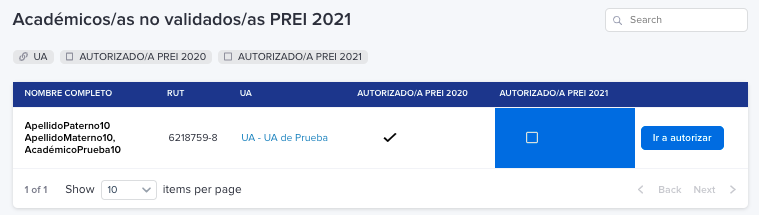 Académicos/as no validados/as PREI 2021
Search
UA
AUTORIZADO/A PREI 2020
AUTORIZADO/A PREI 2021
NOMBRE COMPLETO RUT UA AUTORIZADO/A PREI 2020 AUTORIZADO/A PREI 2021
ApellidoPaterno10
ApellidoMaterno10,
AcadémicoPrueba10
6218759-8
UA - UA de Prueba
Ir a autorizar
1 of 1 Show 10 items per page
Back Next